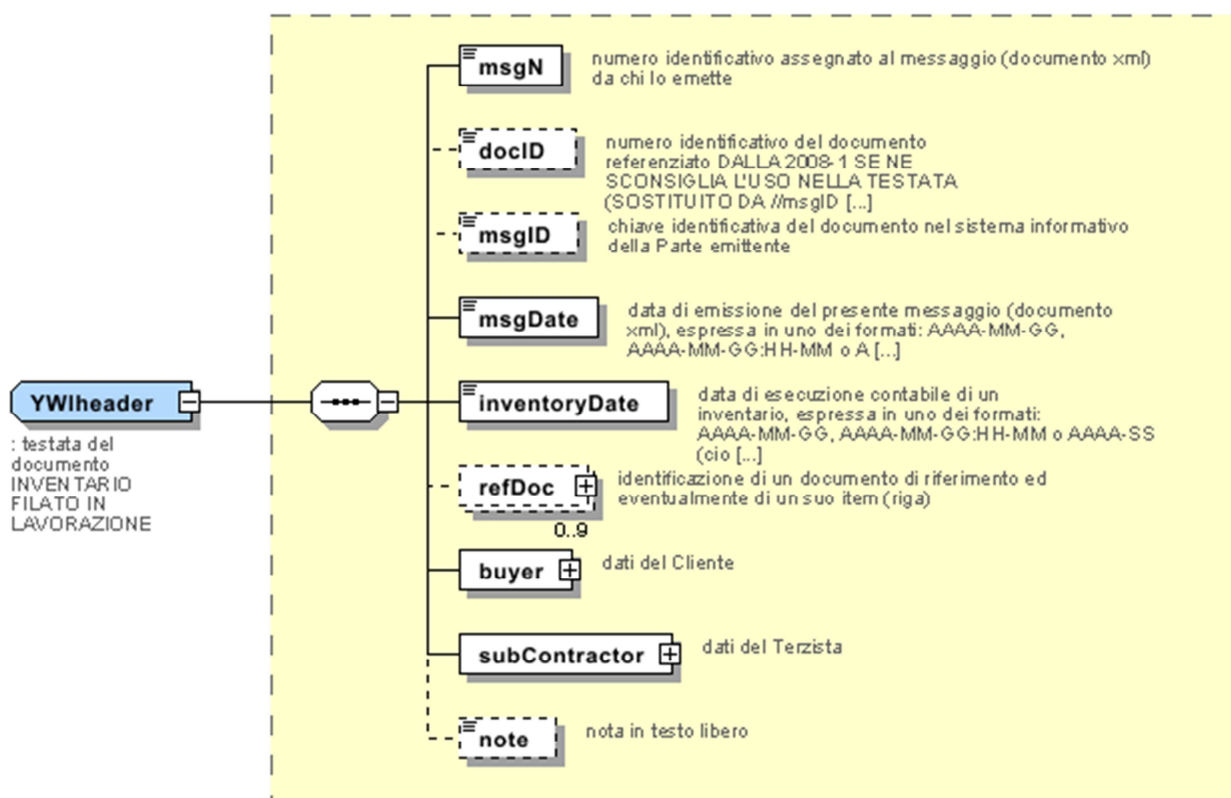 msgN
numero identificativo assegnato al messaggio (documento xml)
da chi lo emette
docID
numero identificativo del documento
referenziato DALLA 2008-1 SE NE
SCONSIGLIA L'USO NELLA TESTATA
(SOSTITUITO DA //msgID [...]
msgID
chiave identificativa del documento nel sistema informativo
della Parte emittente
msgDate
data di emissione del presente messaggio (documento
xml), espressa in uno dei formati: AAAA-MM-GG,
AAAA-MM-GG:HH-MM o A [...]
YWIheader
: testata del
documento
INVENTARIO
FILATO IN
LAVORAZIONE
inventoryDate
data di esecuzione contabile di un
inventario, espressa in uno dei formati:
AAAA-MM-GG, AAAA-MM-GG:HH-MM o AAAA-SS
(cio [...]
refDoc
0..9
identificazione di un documento di riferimento ed
eventualmente di un suo item (riga)
buyer
dati del Cliente
subContractor
dati del Terzista
note
nota in testo libero